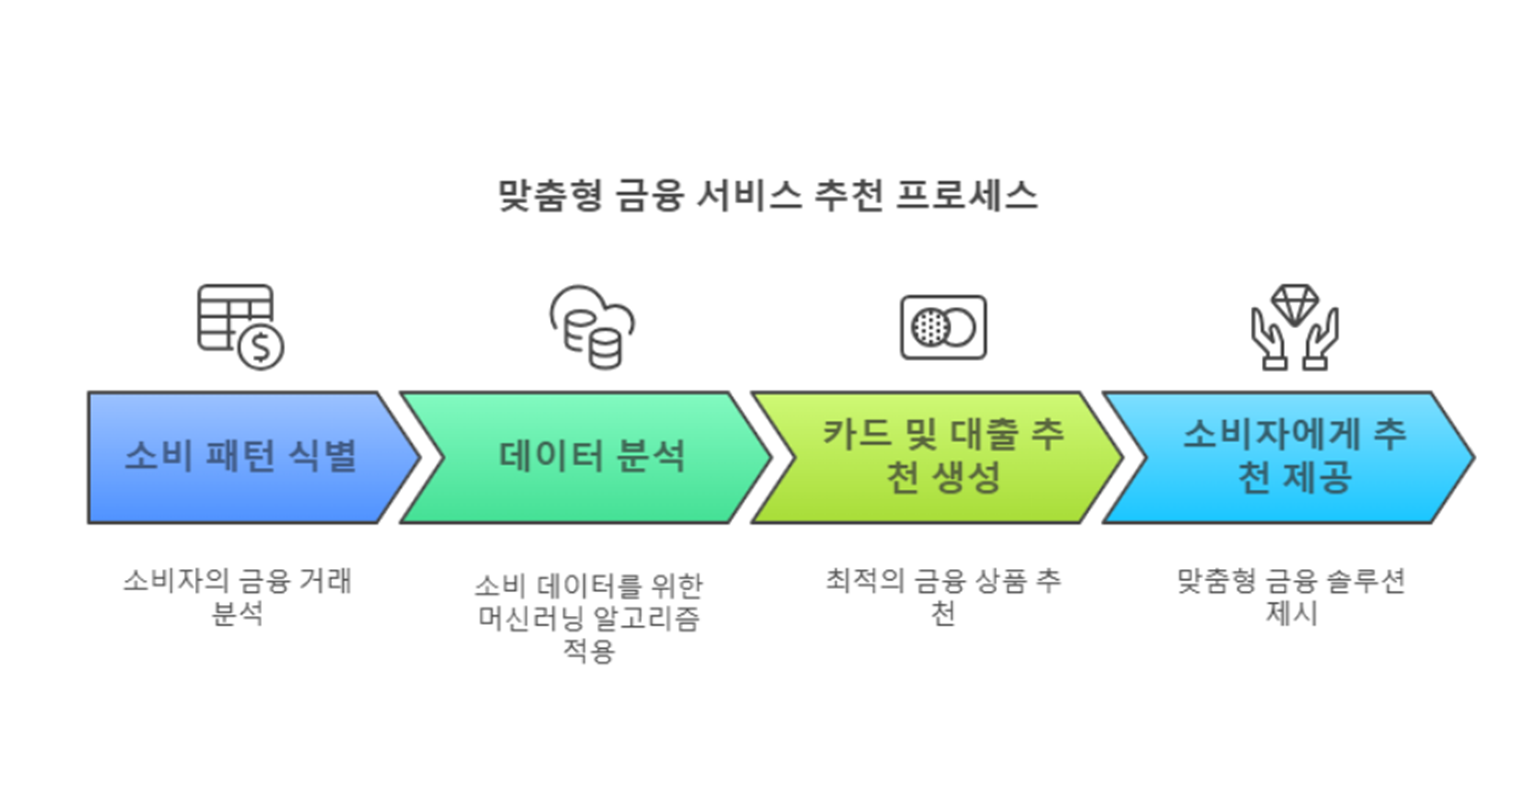 맞춤형 금융 서비스 추천 프로세스
소비 패턴 식별
데이터 분석
카드 및 대출 추
천 생성
소비자에게 추
천 제공
소비자의 금융 거래
분석
소비 데이터를 위한
머신러닝 알고리즘
적용
최적의 금융 상품 추
천
맞춤형 금융 솔루션
제시